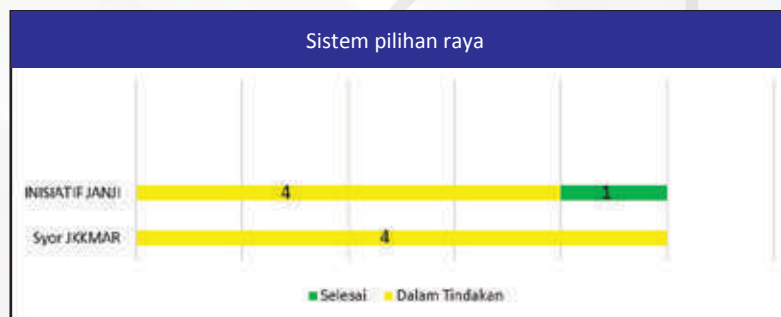 Sistem pilihan raya
INISIATIF JANJI 4 1
Syor JKKMAR 4
Selesai Dalam Tindakan